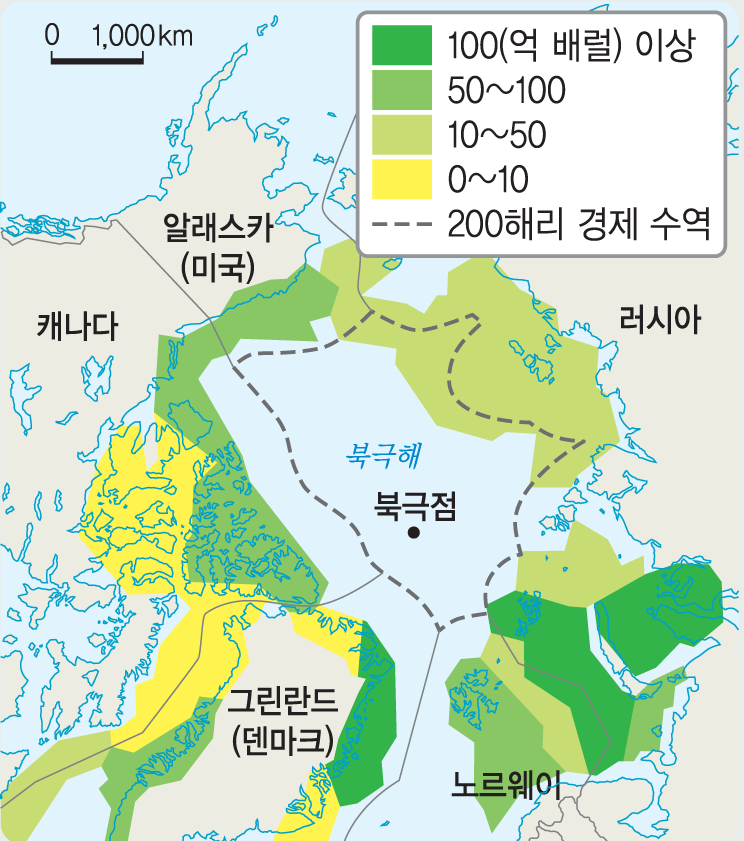 0 1,000km
100(억 배럴) 이상
50~100
10~50
0~10
200해리 경제 수역
알래스카
(미국)
캐나다
러시아
북극해
북극점
그린란드
(덴마크)
노르웨이